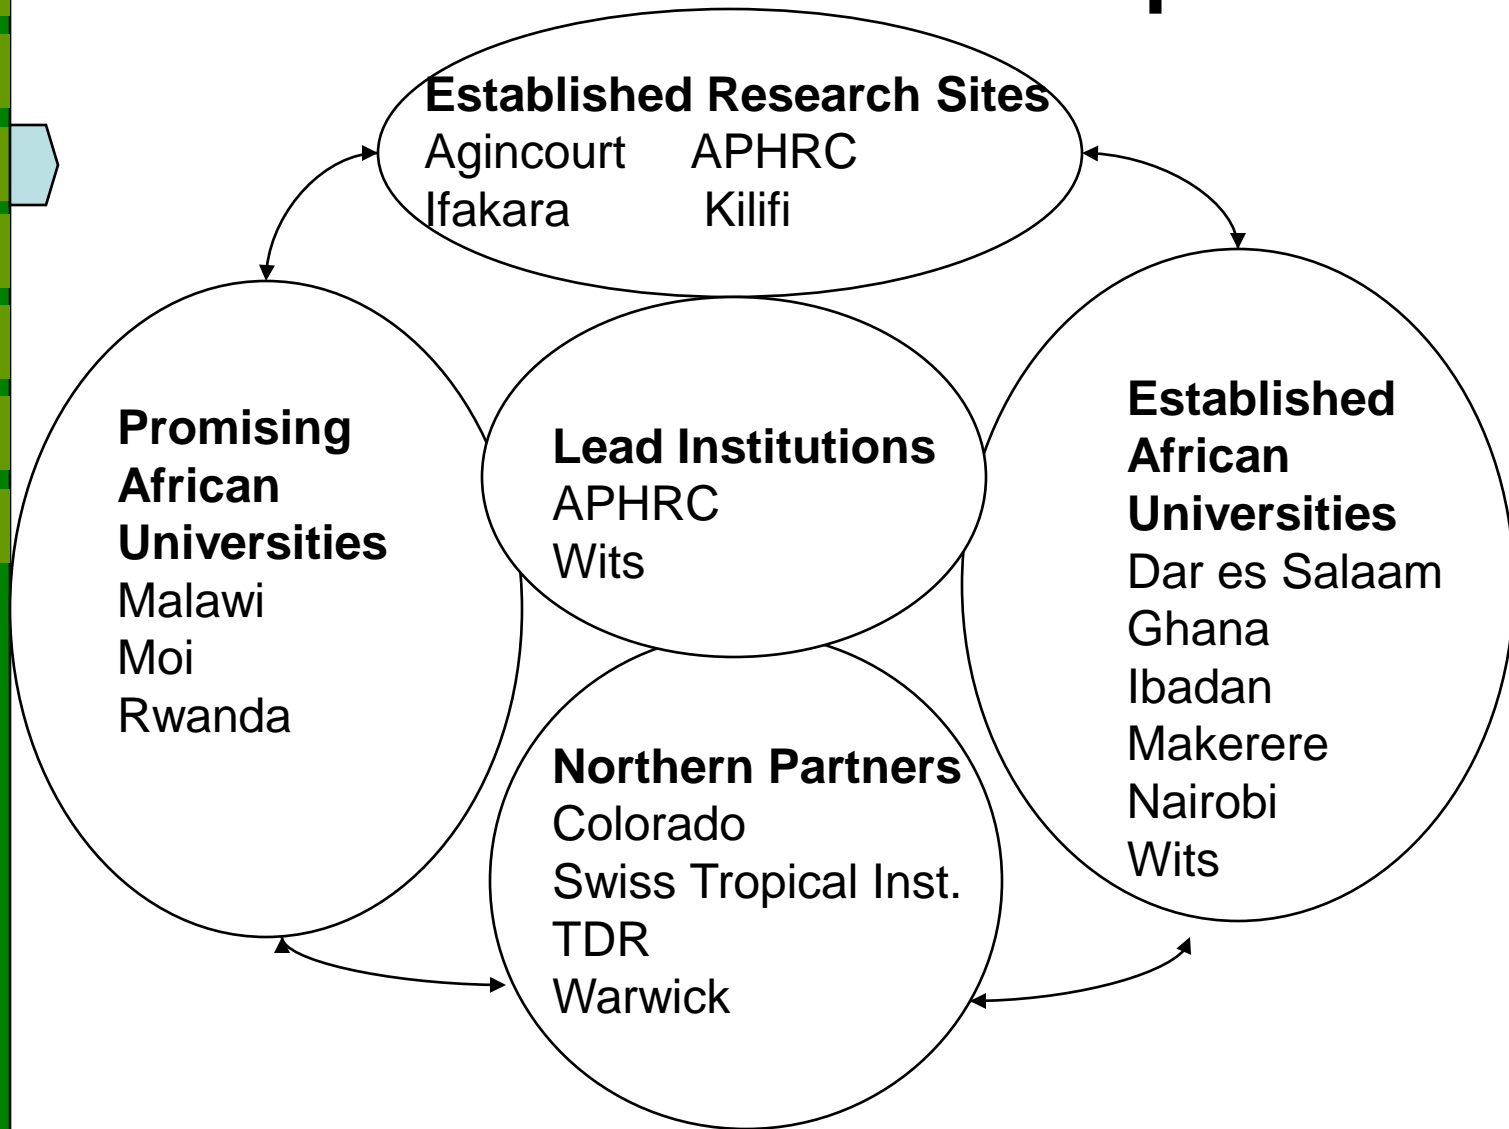 Established Research Sites
Agincourt APHRC
Ifakara Kilifi
Promising
African
Universities
Malawi
Moi
Rwanda
Lead Institutions
APHRC
Wits
Established
African
Universities
Dar es Salaam
Ghana
Ibadan
Makerere
Nairobi
Wits
Northern Partners
Colorado
Swiss Tropical Inst.
TDR
Warwick